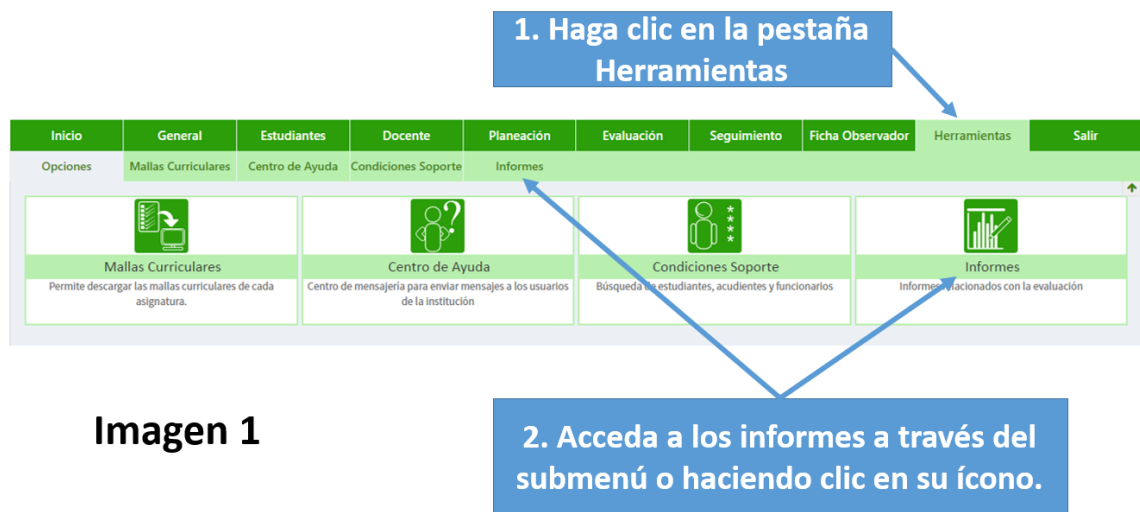 1. Haga clic en la pestaña
Herramientas
Inicio General Estudiantes Docente Planeación Evaluación Seguimiento Ficha Observador Herramientas Salir
Opciones Mallas Curriculares Centro de Ayuda Condiciones Soporte Informes
Mallas Curriculares Centro de Ayuda Condiciones Soporte Informes
Permite descargar las mallas curriculares de cada Centro de mensajería para enviar mensajes a los usuarios Búsqueda de estudiantes, acudientes y funcionarios Informes relacionados con la evaluación
asignatura. de la institución
Imagen 1
2. Acceda a los informes a través del
submenú o haciendo clic en su ícono.